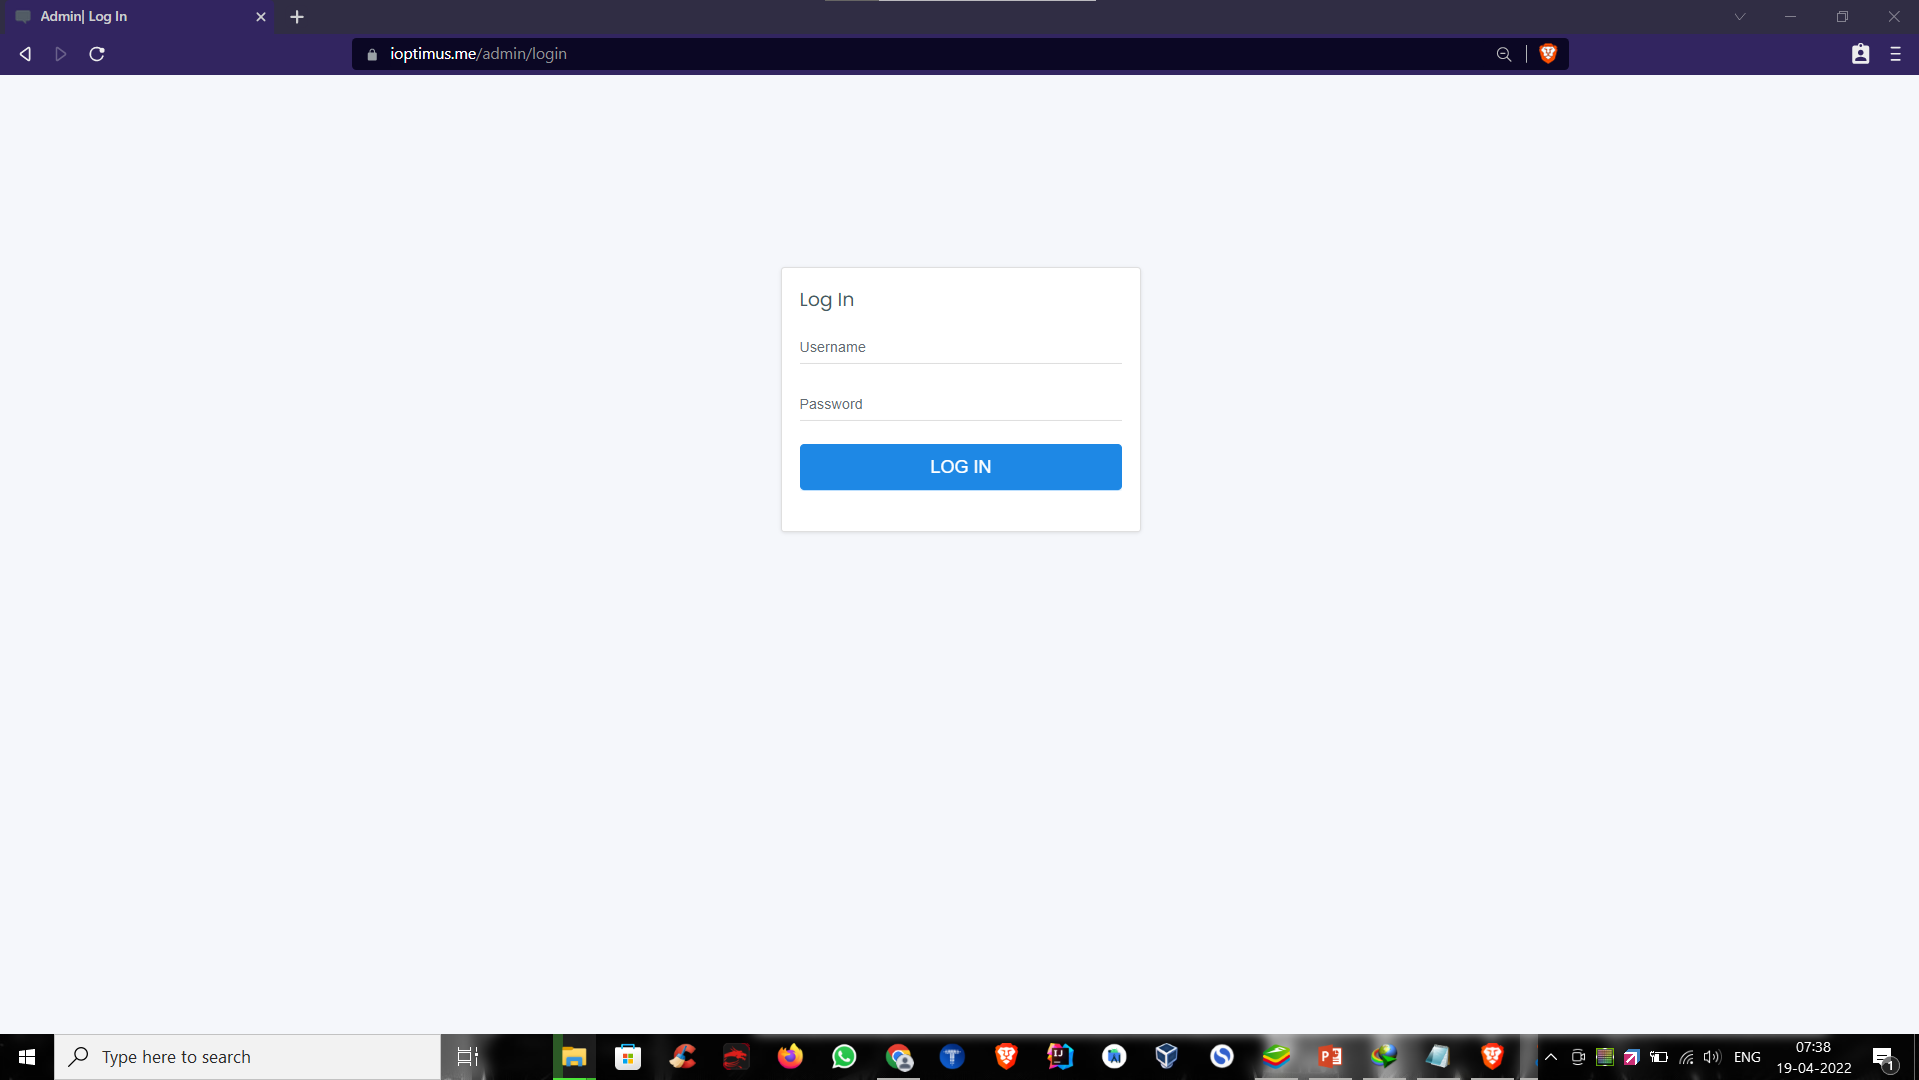 Admin| Log In
ioptimus.me/admin/login
Log In
Username
Password
LOG IN
Type here to search
ENG
07:38
19-04-2022
1